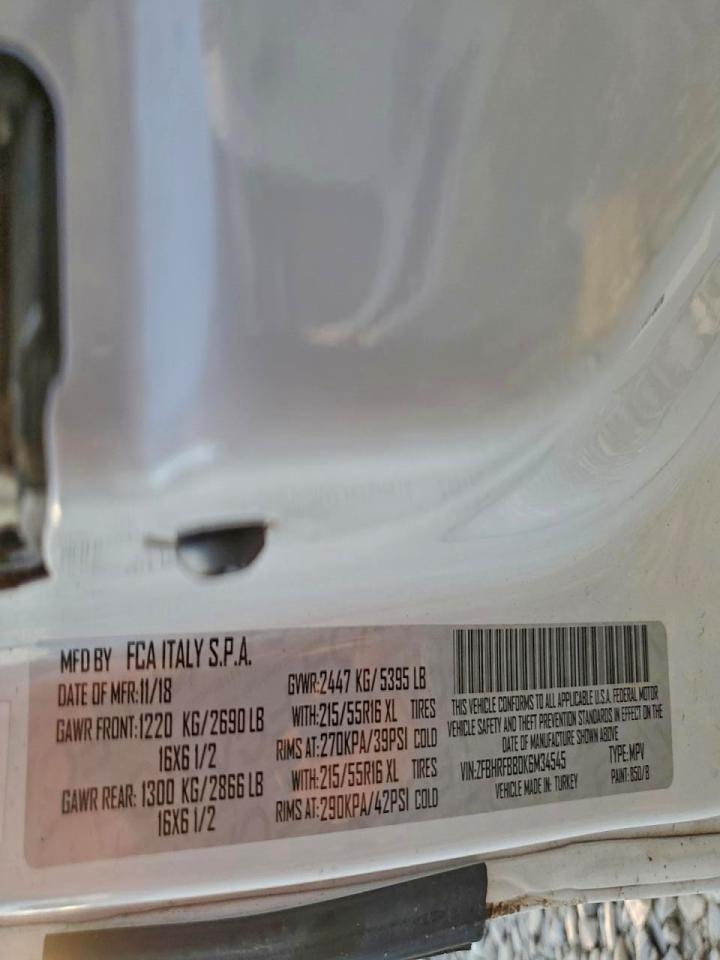 MFD BY FCA ITALY S.P.A.
DATE OF MFR:11/18
GAWR FRONT:1220 KG/2690 LB
16X6 1/2
GAWR REAR: 1300 KG/2866 LB
16X6 1/2
GVWR:2447 KG/ 5395 LB
WITH:215/55R16 XL TIRES
RIMS AT:270KPA/39PSI COLD
WITH:215/55R16 XL TIRES
RIMS AT:290KPA/42PSI COLD
THIS VEHICLE CONFORMS TO ALL APPLICABLE U.S.A. FEDERAL MOTOR
VEHICLE SAFETY AND THEFT PREVENTION STANDARDS IN EFFECT ON THE
DATE OF MANUFACTURE SHOWN ABOVE
VIN:ZFBHRFBB0K6M34545 TYPE:MPV
VEHICLE MADE IN: TURKEY PAINT: 850/B